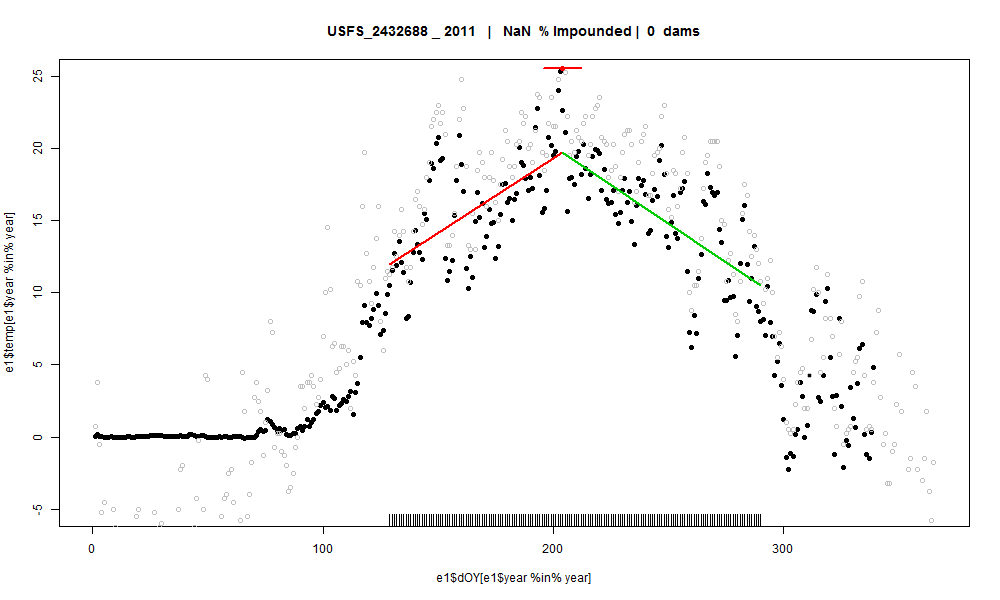 USFS_2432688 _ 2011 | NaN % Impounded | 0 dams
25
20
15
10
5
0
-5
e1$temp[e1$year %in% year]
0 100 200 300
e1$dOY[e1$year %in% year]